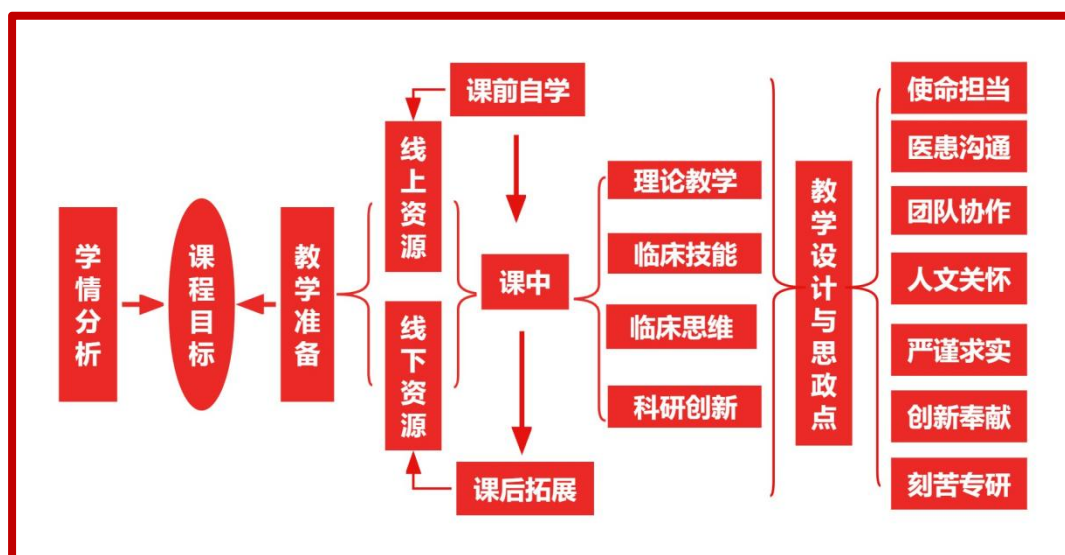 学情分析
课程目标
教学准备
线上资源
线下资源
课前自学
课中
课后拓展
理论教学
临床技能
临床思维
科研创新
教学设计与思政点
使命担当
医患沟通
团队协作
人文关怀
严谨求实
创新奉献
刻苦专研